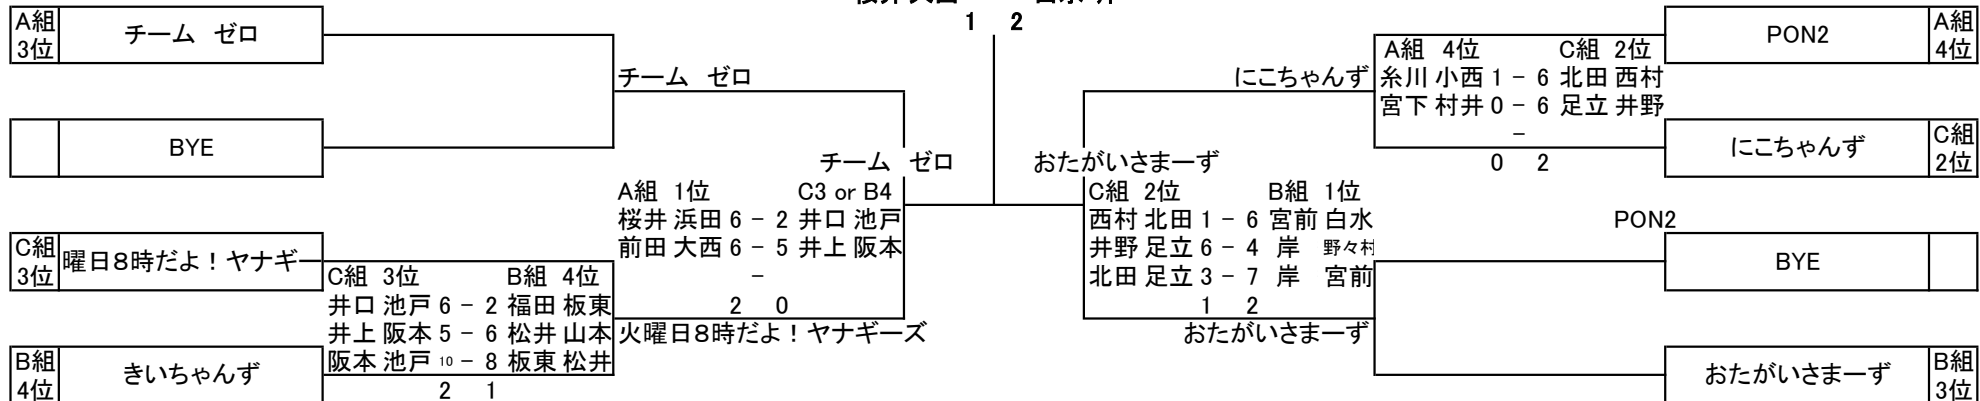 1 2
A組
3位
チーム ゼロ
BYE
C組
3位
曜日8時だよ！ヤナギー
B組
4位
きいちゃんず
C組 3位 B組 4位
井口 池戸 6 － 2 福田 板東
井上 阪本 5 － 6 松井 山本
阪本 池戸 10 － 8 板東 松井
2 1
チーム ゼロ
火曜日8時だよ！ヤナギーズ
A組 1位 C3 or B4
桜井 浜田 6 － 2 井口 池戸
前田 大西 6 － 5 井上 阪本
－
2 0
チーム ゼロ
おたがいさまーず
C組 2位 B組 1位
西村 北田 1 － 6 宮前 白水
井野 足立 6 － 4 岸 野々村
北田 足立 3 － 7 岸 宮前
1 2
にこちゃんず
おたがいさまーず
A組 4位 C組 2位
糸川 小西 1 － 6 北田 西村
宮下 村井 0 － 6 足立 井野
－
0 2
PON2
A組
4位
にこちゃんず
C組
2位
PON2
BYE
おたがいさまーず
B組
3位